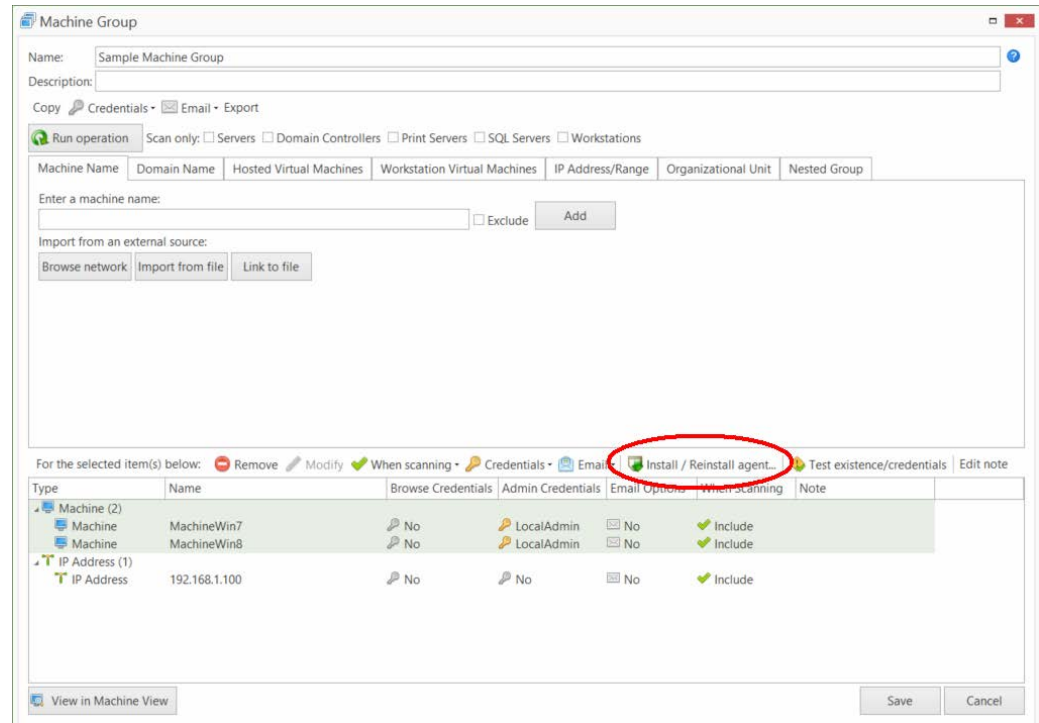 Machine Group
Name: Sample Machine Group
Description:
Copy Credentials Email Export
Run operation Scan only: Servers Domain Controllers Print Servers SQL Servers Workstations
Machine Name Domain Name Hosted Virtual Machines Workstation Virtual Machines IP Address/Range Organizational Unit Nested Group
Enter a machine name:
Exclude Add
Import from an external source:
Browse network Import from file Link to file
For the selected item(s) below: Remove Modify When scanning Credentials Email Install / Reinstall agent... Test existence/credentials Edit note
Type Name Browse Credentials Admin Credentials Email Options When Scanning Note
Machine (2)
Machine MachineWin7 No LocalAdmin No Include
Machine MachineWin8 No LocalAdmin No Include
IP Address (1)
IP Address 192.168.1.100 No No No Include
View in Machine View Save Cancel